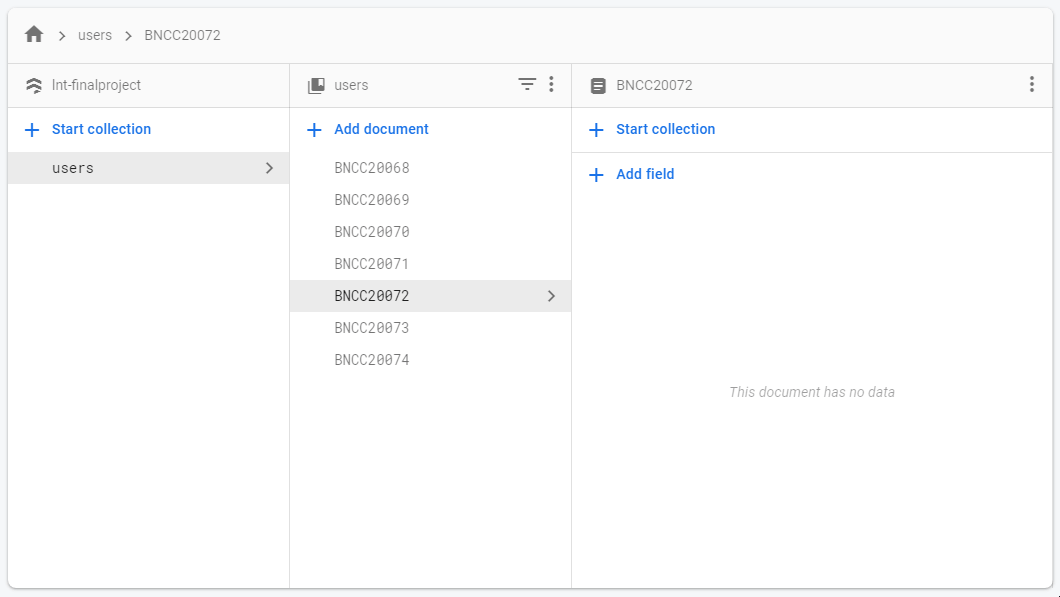 users BNCC20072
lnt-finalproject
Start collection
users
users
Add document
BNCC20068
BNCC20069
BNCC20070
BNCC20071
BNCC20072
BNCC20073
BNCC20074
BNCC20072
Start collection
Add field
This document has no data